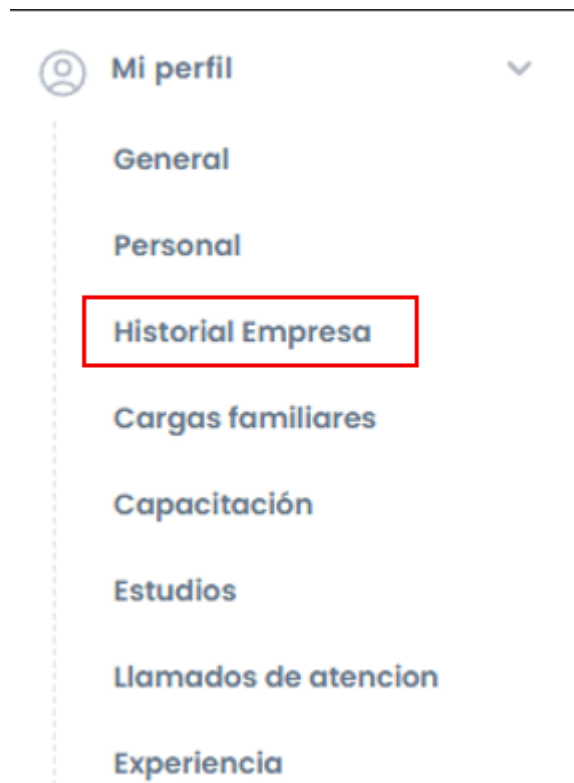 Mi perfil
General
Personal
Historial Empresa
Cargas familiares
Capacitación
Estudios
Llamados de atencion
Experiencia